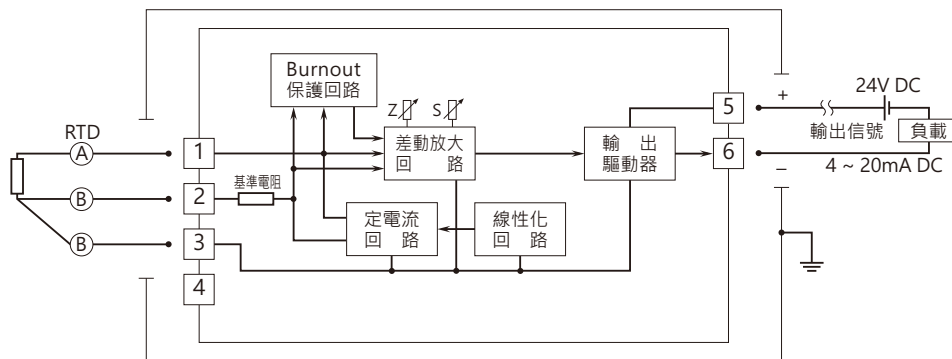 Burnout
保護回路
24V DC
Z
S
+
5
RTD
輸出信號
負載
A
1
差動放大
回 路
輸 出
驅動器
6
4 ~ 20mA DC
基準電阻
−
B
2
定電流
回 路
線性化
回 路
B
3
4